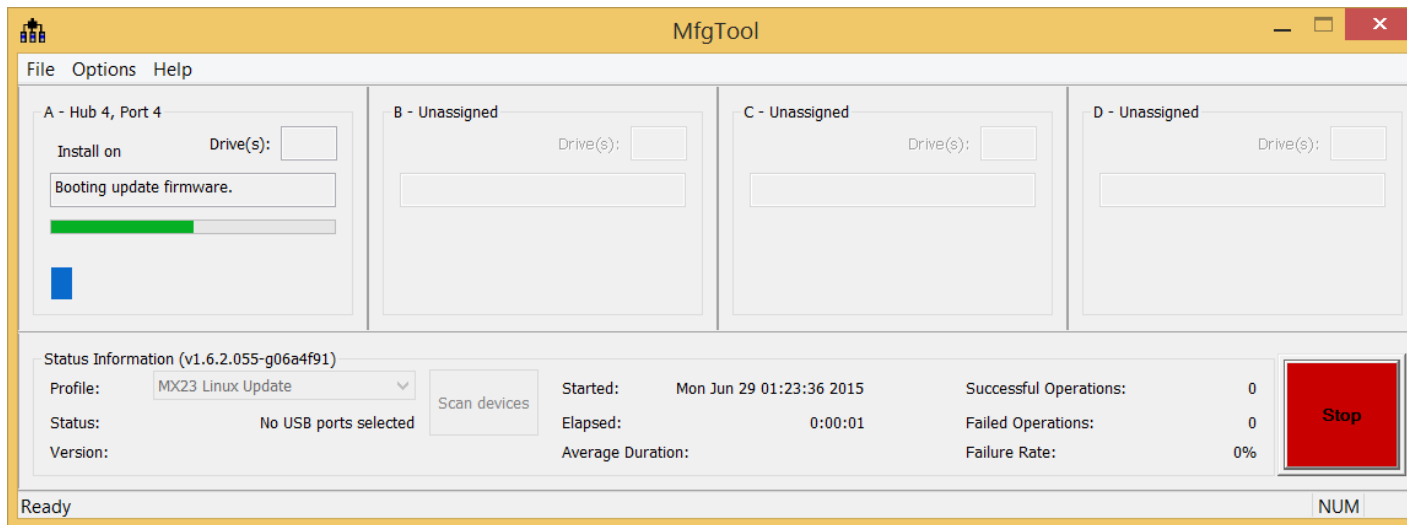 MfgTool
File Options Help
A - Hub 4, Port 4
Install on Drive(s):
Booting update firmware.
B - Unassigned
Drive(s):
C - Unassigned
Drive(s):
D - Unassigned
Drive(s):
Status Information (v1.6.2.055-g06a4f91)
Profile: MX23 Linux Update
Status: No USB ports selected
Version:
Scan devices
Started: Mon Jun 29 01:23:36 2015
Elapsed: 0:00:01
Average Duration:
Successful Operations: 0
Failed Operations: 0
Failure Rate: 0%
Stop
Ready NUM